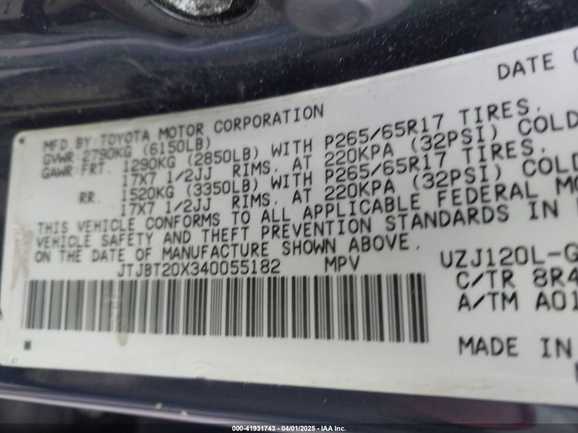 DATE
MFD BY TOYOTA MOTOR CORPORATION
GVWR 2790KG (6150LB)
GAWR FRT. 1290KG (2850LB) WITH P265/65R17 TIRES.
17X7 1/2JJ RIMS. AT 220KPA (32PSI) COLD
RR. 1520KG (3350LB) WITH P265/65R17 TIRES.
17X7 1/2JJ RIMS. AT 220KPA (32PSI) COLD
THIS VEHICLE CONFORMS TO ALL APPLICABLE FEDERAL MO
VEHICLE SAFETY AND THEFT PREVENTION STANDARDS IN
ON THE DATE OF MANUFACTURE SHOWN ABOVE.
JTJBT20X340055182 MPV UZJ120L-G
C/TR 8R4
A/TM A01
MADE IN
000-41931743 - 04/01/2025 - IAA Inc.